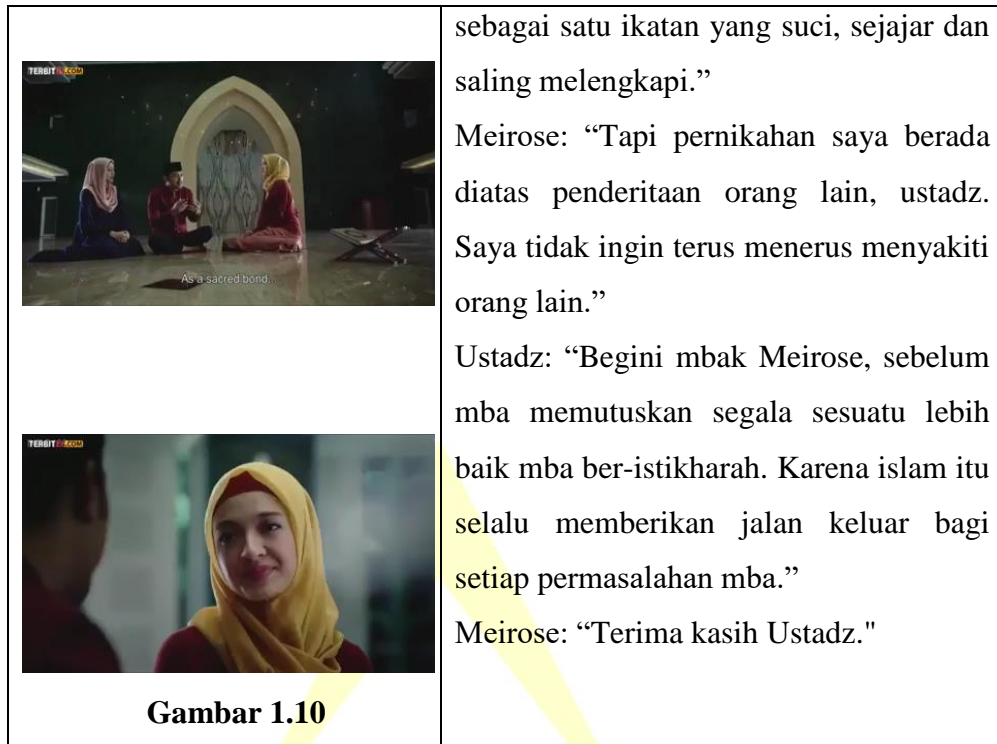 sebagai satu ikatan yang suci, sejajar dan
saling melengkapi.”
Meirose: “Tapi pernikahan saya berada
diatas penderitaan orang lain, ustadz.
Saya tidak ingin terus menerus menyakiti
orang lain.”
Ustadz: “Begini mbak Meirose, sebelum
mba memutuskan segala sesuatu lebih
baik mba ber-istikharah. Karena islam itu
selalu memberikan jalan keluar bagi
setiap permasalahan mba.”
Meirose: “Terima kasih Ustadz."
TERBIT21.COM
As a sacred bond...
TERBIT21.COM
Gambar 1.10